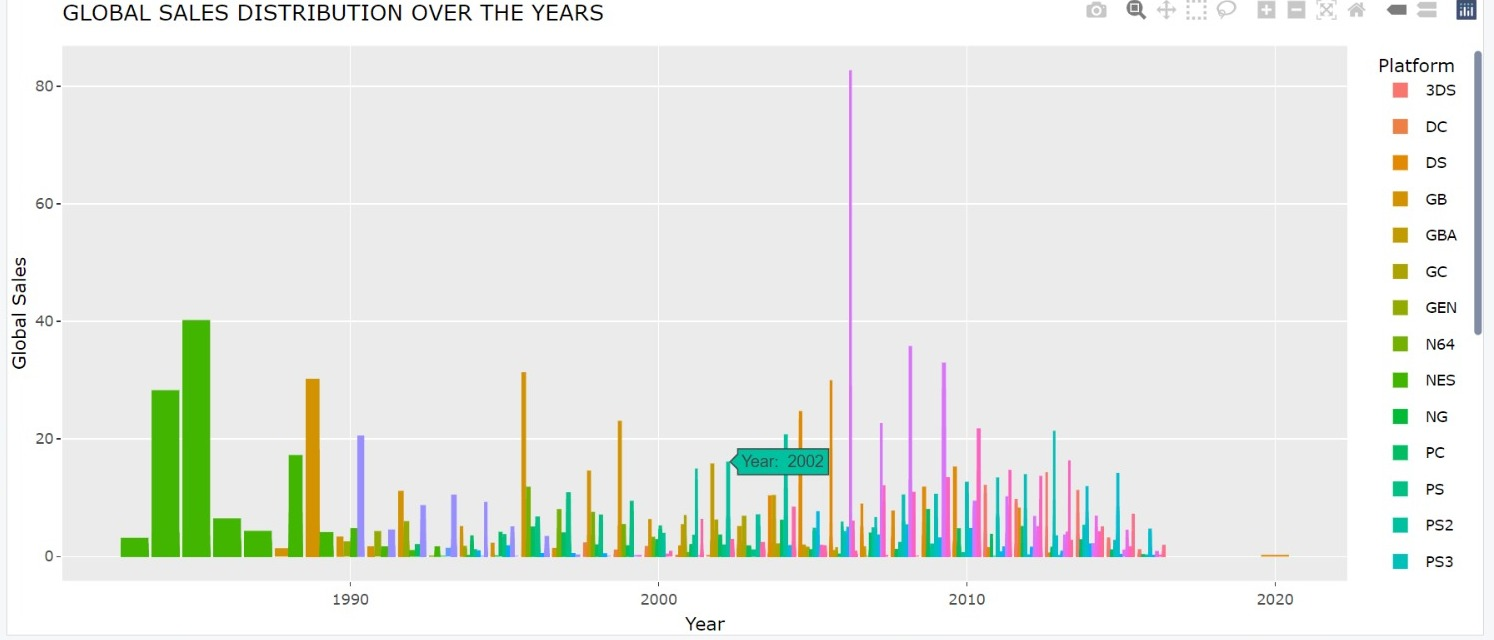 GLOBAL SALES DISTRIBUTION OVER THE YEARS
Platform
3DS
DC
DS
GB
GBA
GC
GEN
N64
NES
NG
PC
PS
PS2
PS3
Global Sales
80
60
40
20
0
Year: 2002
1990
2000
2010
2020
Year